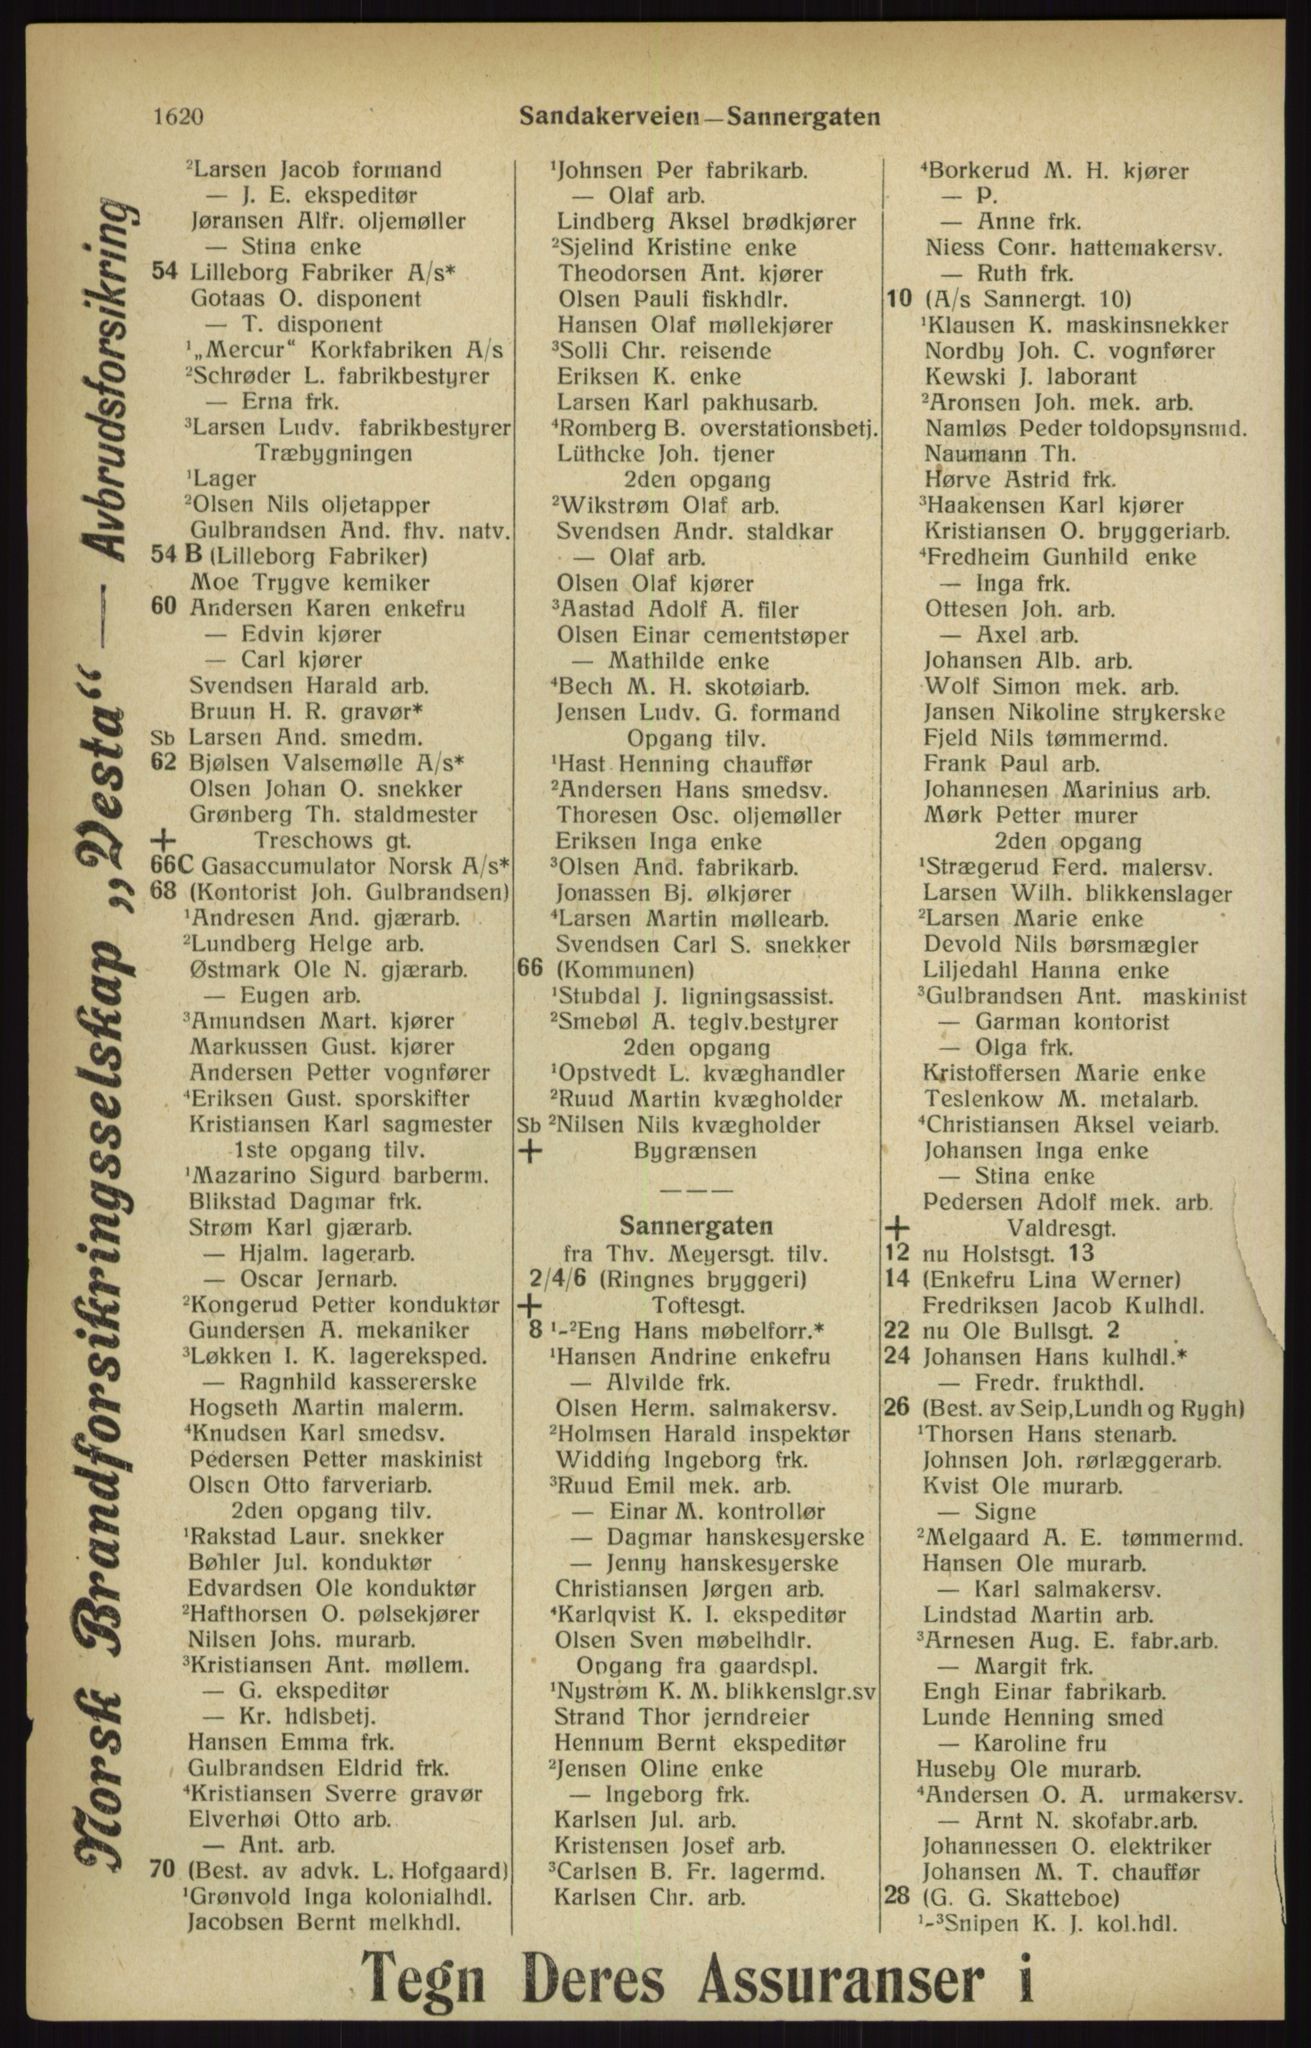 1620
Sandakerveien—Sannergaten
²Larsen Jacob formand
— J. E. ekspeditør
Jøransen Alfr. oljemøller
— Stina enke
54 Lilleborg Fabriker A/s*
Gotaas O. disponent
— T. disponent
¹„Mercur“ Korkfabriken A/s
²Schrøder L. fabrikbestyrer
— Erna frk.
³Larsen Ludv. fabrikbestyrer
Træbygningen
¹Lager
²Olsen Nils oljetapper
Gulbrandsen And. fhv. natv.
54 B (Lilleborg Fabriker)
Moe Trygve kemiker
60 Andersen Karen enkefru
— Edvin kjører
— Carl kjører
Svendsen Harald arb.
Bruun H. R. gravør*
Sb Larsen And. smedm.
62 Bjølsen Valsemølle A/s*
Olsen Johan O. snekker
Grønberg Th. staldmester
+ Treschows gt.
66C Gasaccumulator Norsk A/s*
68 (Kontorist Joh. Gulbrandsen)
¹Andresen And. gjærarb.
²Lundberg Helge arb.
Østmark Ole N. gjærarb.
— Eugen arb.
³Amundsen Mart. kjører
Markussen Gust. kjører
Andersen Petter vognfører
⁴Eriksen Gust. sporskifter
Kristiansen Karl sagmester
1ste opgang tilv.
¹Mazarino Sigurd barberm.
Blikstad Dagmar frk.
Strøm Karl gjærarb.
— Hjalm. lagerarb.
— Oscar Jernarb.
²Kongerud Petter konduktør
Gundersen A. mekaniker
³Løkken I. K. lagereksped.
— Ragnhild kassererske
Hogseth Martin malerm.
⁴Knudsen Karl smedsv.
Pedersen Petter maskinist
Olsen Otto farveriarb.
2den opgang tilv.
¹Rakstad Laur. snekker
Bøhler Jul. konduktør
Edvardsen Ole konduktør
²Hafthorsen O. pølsekjører
Nilsen Johs. murarb.
³Kristiansen Ant. møllem.
— G. ekspeditør
— Kr. hdlsbetj.
Hansen Emma frk.
Gulbrandsen Eldrid frk.
⁴Kristiansen Sverre gravør
Elverhøi Otto arb.
— Ant. arb.
70 (Best. av advk. L. Hofgaard)
¹Grønvold Inga kolonialhdl.
Jacobsen Bernt melkhdl.
¹Johnsen Per fabrikarb.
— Olaf arb.
Lindberg Aksel brødkjører
²Sjelind Kristine enke
Theodorsen Ant. kjører
Olsen Pauli fiskhdlr.
Hansen Olaf møllekjører
³Solli Chr. reisende
Eriksen K. enke
Larsen Karl pakhusarb.
⁴Romberg B. overstationsbetj.
Lüthcke Joh. tjener
2den opgang
²Wikstrøm Olaf arb.
Svendsen Andr. staldkar
— Olaf arb.
Olsen Olaf kjører
³Aastad Adolf A. filer
Olsen Einar cementstøper
— Mathilde enke
⁴Bech M. H. skotøiarb.
Jensen Ludv. G. formand
Opgang tilv.
¹Hast Henning chauffør
²Andersen Hans smedsv.
Thoresen Osc. oljemøller
Eriksen Inga enke
³Olsen And. fabrikarb.
Jonassen Bj. ølkjører
⁴Larsen Martin møllearb.
Svendsen Carl S. snekker
66 (Kommunen)
¹Stubdal J. ligningsassist.
²Smebøl A. teglv.bestyrer
2den opgang
¹Opstvedt L. kvæghandler
²Ruud Martin kvægholder
Sb ²Nilsen Nils kvægholder
+ Bygrænsen
———
Sannergaten
fra Thv. Meyersgt. tilv.
2/4/6 (Ringnes bryggeri)
+ Toftesgt.
8 ¹-²Eng Hans møbelforr.*
¹Hansen Andrine enkefru
— Alvilde frk.
Olsen Herm. salmakersv.
²Holmsen Harald inspektør
Widding Ingeborg frk.
³Ruud Emil mek. arb.
— Einar M. kontrollør
— Dagmar hanskesyerske
— Jenny hanskesyerske
Christiansen Jørgen arb.
⁴Karlqvist K. I. ekspeditør
Olsen Sven møbelhdlr.
Opgang fra gaardspl.
¹Nystrøm K. M. blikkenslgr.sv
Strand Thor jerndreier
Hennum Bernt ekspeditør
²Jensen Oline enke
— Ingeborg frk.
Karlsen Jul. arb.
Kristensen Josef arb.
³Carlsen B. Fr. lagermd.
Karlsen Chr. arb.
⁴Borkerud M. H. kjører
— P.
— Anne frk.
Niess Conr. hattemakersv.
— Ruth frk.
10 (A/s Sannergt. 10)
¹Klausen K. maskinsnekker
Nordby Joh. C. vognfører
Kewski J. laborant
²Aronsen Joh. mek. arb.
Namløs Peder toldopsynsmd.
Naumann Th.
Hørve Astrid frk.
³Haakensen Karl kjører
Kristiansen O. bryggeriarb.
⁴Fredheim Gunhild enke
— Inga frk.
Ottesen Joh. arb.
— Axel arb.
Johansen Alb. arb.
Wolf Simon mek. arb.
Jansen Nikoline strykerske
Fjeld Nils tømmermd.
Frank Paul arb.
Johannesen Marinius arb.
Mørk Petter murer
2den opgang
¹Strægerud Ferd. malersv.
Larsen Wilh. blikkenslager
²Larsen Marie enke
Devold Nils børsmægler
Liljedahl Hanna enke
³Gulbrandsen Ant. maskinist
— Garman kontorist
— Olga frk.
Kristoffersen Marie enke
Teslenkow M. metalarb.
⁴Christiansen Aksel veiarb.
Johansen Inga enke
— Stina enke
Pedersen Adolf mek. arb.
+ Valdresgt.
12 nu Holstsgt. 13
14 (Enkefru Lina Werner)
Fredriksen Jacob Kulhdl.
22 nu Ole Bullsgt. 2
24 Johansen Hans kulhdl.*
— Fredr. frukthdl.
26 (Best. av Seip, Lundh og Rygh)
¹Thorsen Hans stenarb.
Johnsen Joh. rørlæggerarb.
Kvist Ole murarb.
— Signe
²Melgaard A. E. tømmermd.
Hansen Ole murarb.
— Karl salmakersv.
Lindstad Martin arb.
³Arnesen Aug. E. fabr.arb.
— Margit frk.
Engh Einar fabrikarb.
Lunde Henning smed
— Karoline fru
Huseby Ole murarb.
⁴Andersen O. A. urmakersv.
— Arnt N. skofabr.arb.
Johannessen O. elektriker
Johansen M. T. chauffør
28 (G. G. Skatteboe)
¹-³Snipen K. J. kol.hdl.
Norsk Brandforsikringsselskap „Vesta“ — Avbrudsforsikring
Tegn Deres Assuranser i